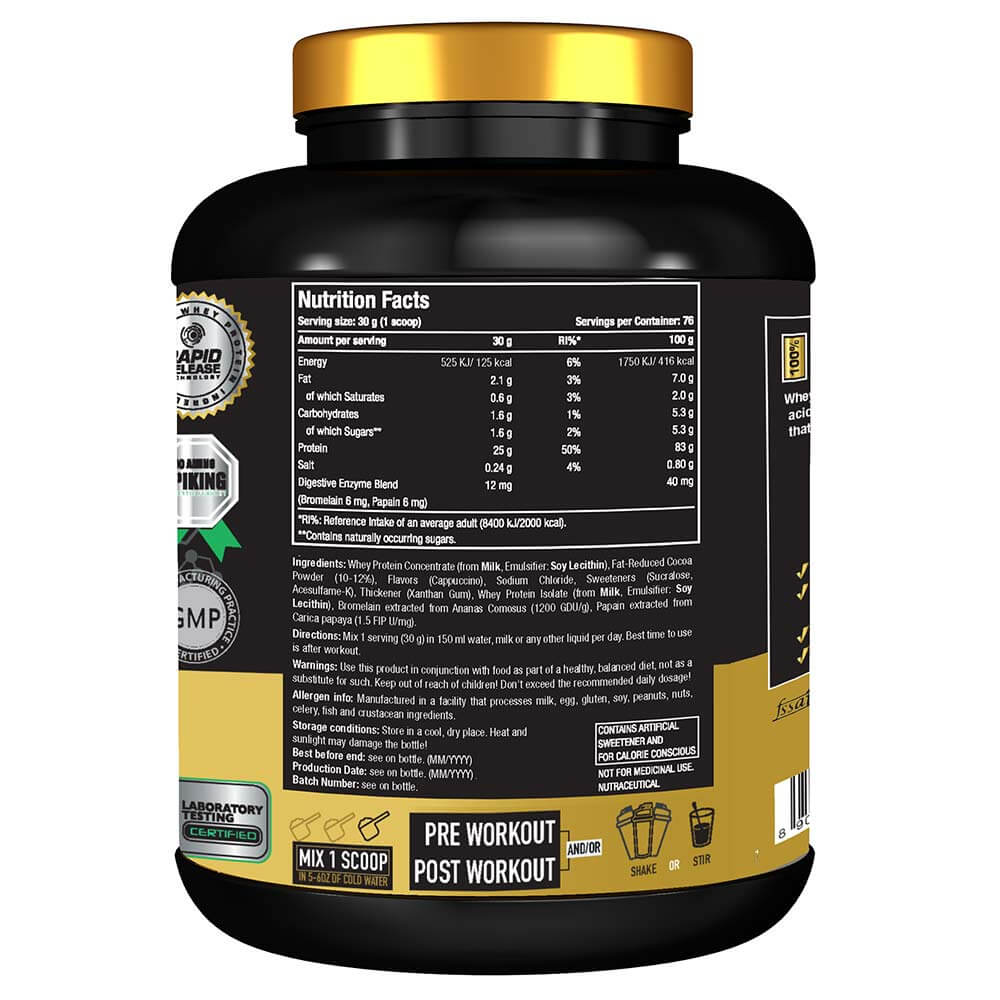 Nutrition Facts
Serving size: 30 g (1 scoop) Servings per Container: 76
Amount per serving 30 g RI%* 100 g
Energy 525 KJ/ 125 kcal 6% 1750 KJ/ 416 kcal
Fat 2.1 g 3% 7.0 g
of which Saturates 0.6 g 3% 2.0 g
Carbohydrates 1.6 g 1% 5.3 g
of which Sugars** 1.6 g 2% 5.3 g
Protein 25 g 50% 83 g
Salt 0.24 g 4% 0.80 g
Digestive Enzyme Blend 12 mg 40 mg
(Bromelain 6 mg, Papain 6 mg)
*RI%: Reference Intake of an average adult (8400 kJ/2000 kcal).
**Contains naturally occurring sugars.
Ingredients: Whey Protein Concentrate (from Milk, Emulsifier: Soy Lecithin), Fat-Reduced Cocoa
Powder (10-12%), Flavors (Cappuccino), Sodium Chloride, Sweeteners (Sucralose,
Acesulfame-K), Thickener (Xanthan Gum), Whey Protein Isolate (from Milk, Emulsifier: Soy
Lecithin), Bromelain extracted from Ananas Comosus (1200 GDU/g), Papain extracted from
Carica papaya (1.5 FIP U/mg).
Directions: Mix 1 serving (30 g) in 150 ml water, milk or any other liquid per day. Best time to use
is after workout.
Warnings: Use this product in conjunction with food as part of a healthy, balanced diet, not as a
substitute for such. Keep out of reach of children! Don't exceed the recommended daily dosage!
Allergen info: Manufactured in a facility that processes milk, egg, gluten, soy, peanuts, nuts,
celery, fish and crustacean ingredients.
Storage conditions: Store in a cool, dry place. Heat and
sunlight may damage the bottle!
Best before end: see on bottle. (MM/YYYY)
Production Date: see on bottle. (MM/YYYY)
Batch Number: see on bottle.
CONTAINS ARTIFICIAL
SWEETENER AND
FOR CALORIE CONSCIOUS
NOT FOR MEDICINAL USE.
NUTRACEUTICAL
WHEY PROTEIN
RAPID
RELEASE
PIKING
GMP
LABORATORY
TESTING
CERTIFIED
MIX 1 SCOOP
IN 5-6OZ OF COLD WATER
PRE WORKOUT
POST WORKOUT
AND/OR
SHAKE OR STIR
100%
Whey
acid
that
fssai
8 90